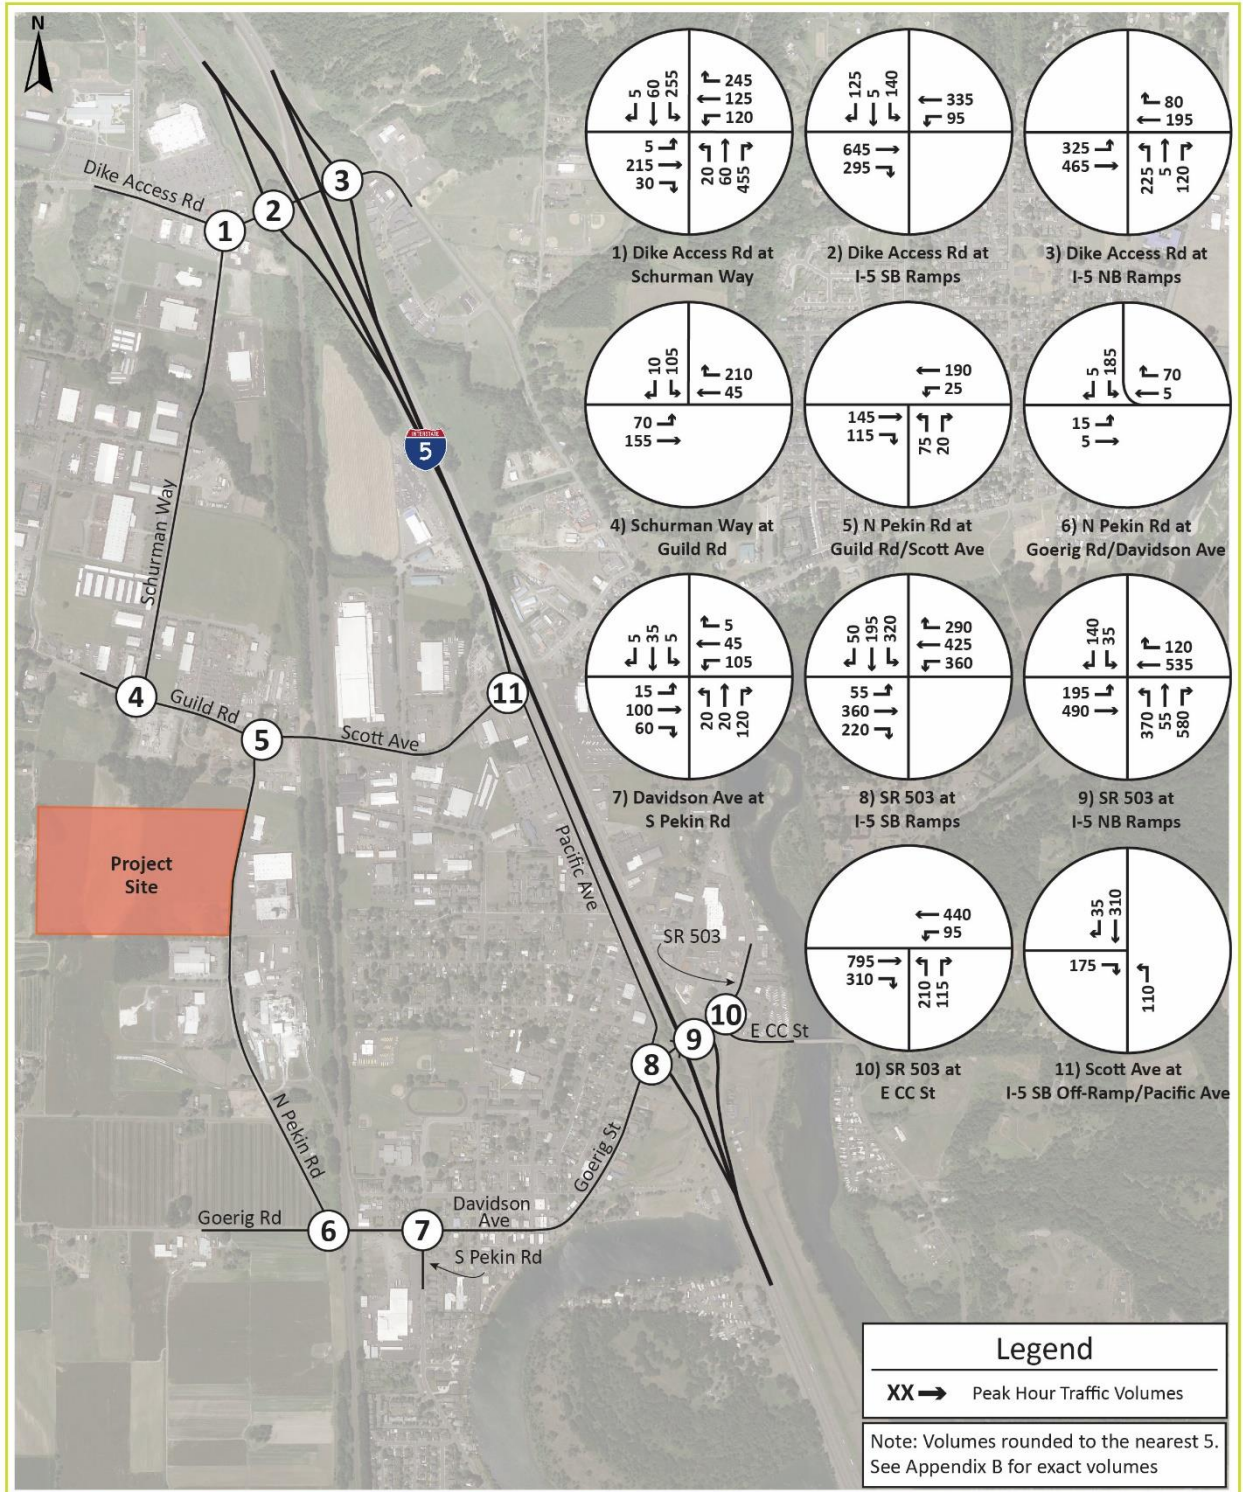 N
Dike Access Rd
1
2
3
5 60 255
245
125
120
5
215
30
20 60 455
1) Dike Access Rd at
Schurman Way
125 5 140
335
95
645
295
2) Dike Access Rd at
I-5 SB Ramps
80
195
325
465
225 5 120
3) Dike Access Rd at
I-5 NB Ramps
INTERSTATE
5
Schurman Way
10 105
210
45
70
155
4) Schurman Way at
Guild Rd
190
25
145
115
75 20
5) N Pekin Rd at
Guild Rd/Scott Ave
5 185
70
5
15
5
6) N Pekin Rd at
Goerig Rd/Davidson Ave
4
Guild Rd
5
Scott Ave
11
5 35 5
5
45
105
15
100
60
20 20 120
7) Davidson Ave at
S Pekin Rd
50 195 320
290
425
360
55
360
220
8) SR 503 at
I-5 SB Ramps
140 35
120
535
195
490
370 55 580
9) SR 503 at
I-5 NB Ramps
Project
Site
Pacific Ave
SR 503
10
E CC St
9
8
440
95
795
310
210 115
10) SR 503 at
E CC St
35 310
175
110
11) Scott Ave at
I-5 SB Off-Ramp/Pacific Ave
N Pekin Rd
Goerig St
Goerig Rd
6
7
Davidson
Ave
S Pekin Rd
Legend
XX Peak Hour Traffic Volumes
Note: Volumes rounded to the nearest 5.
See Appendix B for exact volumes